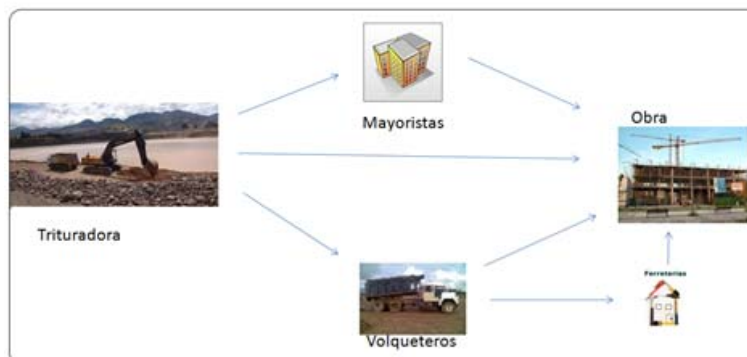 Mayoristas
Obra
Trituradora
Ferreterias
Volqueteros